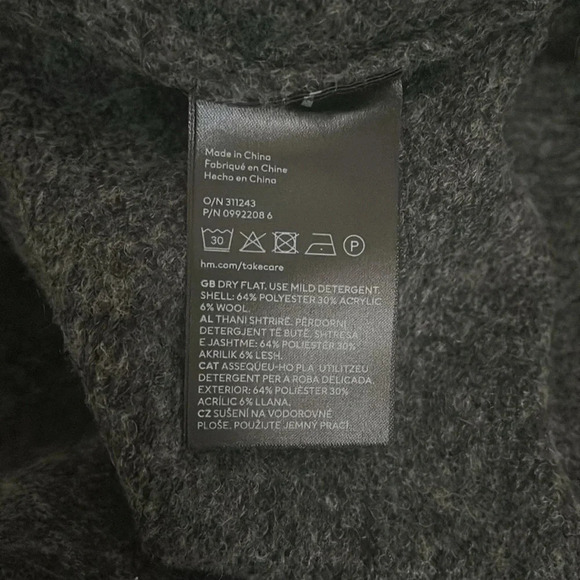 Made in China
Fabriqué en Chine
Hecho en China
O/N 311243
P/N 0992208 6
30
P
hm.com/takecare
GB DRY FLAT. USE MILD DETERGENT.
SHELL: 64% POLYESTER 30% ACRYLIC
6% WOOL.
AL THANI SHTRIRË. PËRDORNI
DETERGJENT TË BUTË. SHTRESA
E JASHTME: 64% POLIESTËR 30%
AKRILIK 6% LESH.
CAT ASSEQUEU-HO PLA. UTILITZEU
DETERGENT PER A ROBA DELICADA.
EXTERIOR: 64% POLIÈSTER 30%
ACRÍLIC 6% LLANA.
CZ SUŠENÍ NA VODOROVNÉ
PLOŠE. POUŽIJTE JEMNÝ PRACÍ